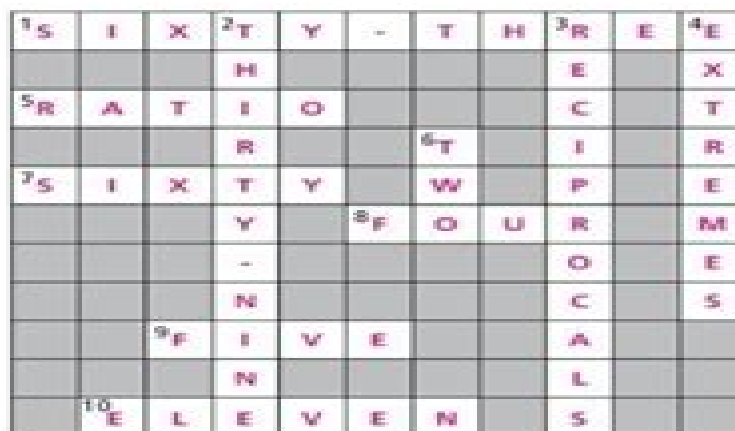 1S I X 2T Y - T H 3R E 4E
H E X
5R A T I O C T
R 6T I R
7S I X T Y W P E
Y 8F O U R M
- O E
N C S
9F I V E A
N L
10E L E V E N S